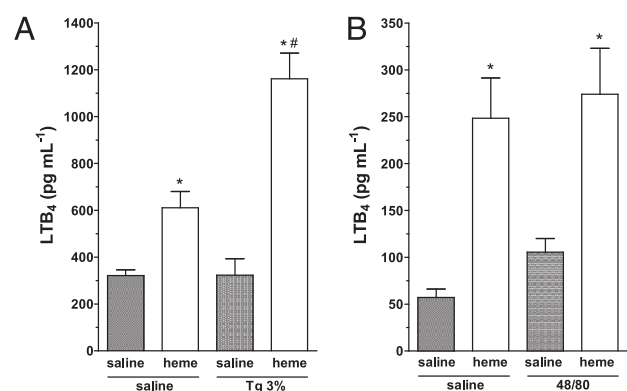 A
LTB4 (pg mL-1)
1400
1200
1000
800
600
400
300
0
*
*#
saline heme saline heme
saline Tg 3%
B
LTB4 (pg mL-1)
350
300
250
200
150
100
50
0
*
*
saline heme saline heme
saline 48/80